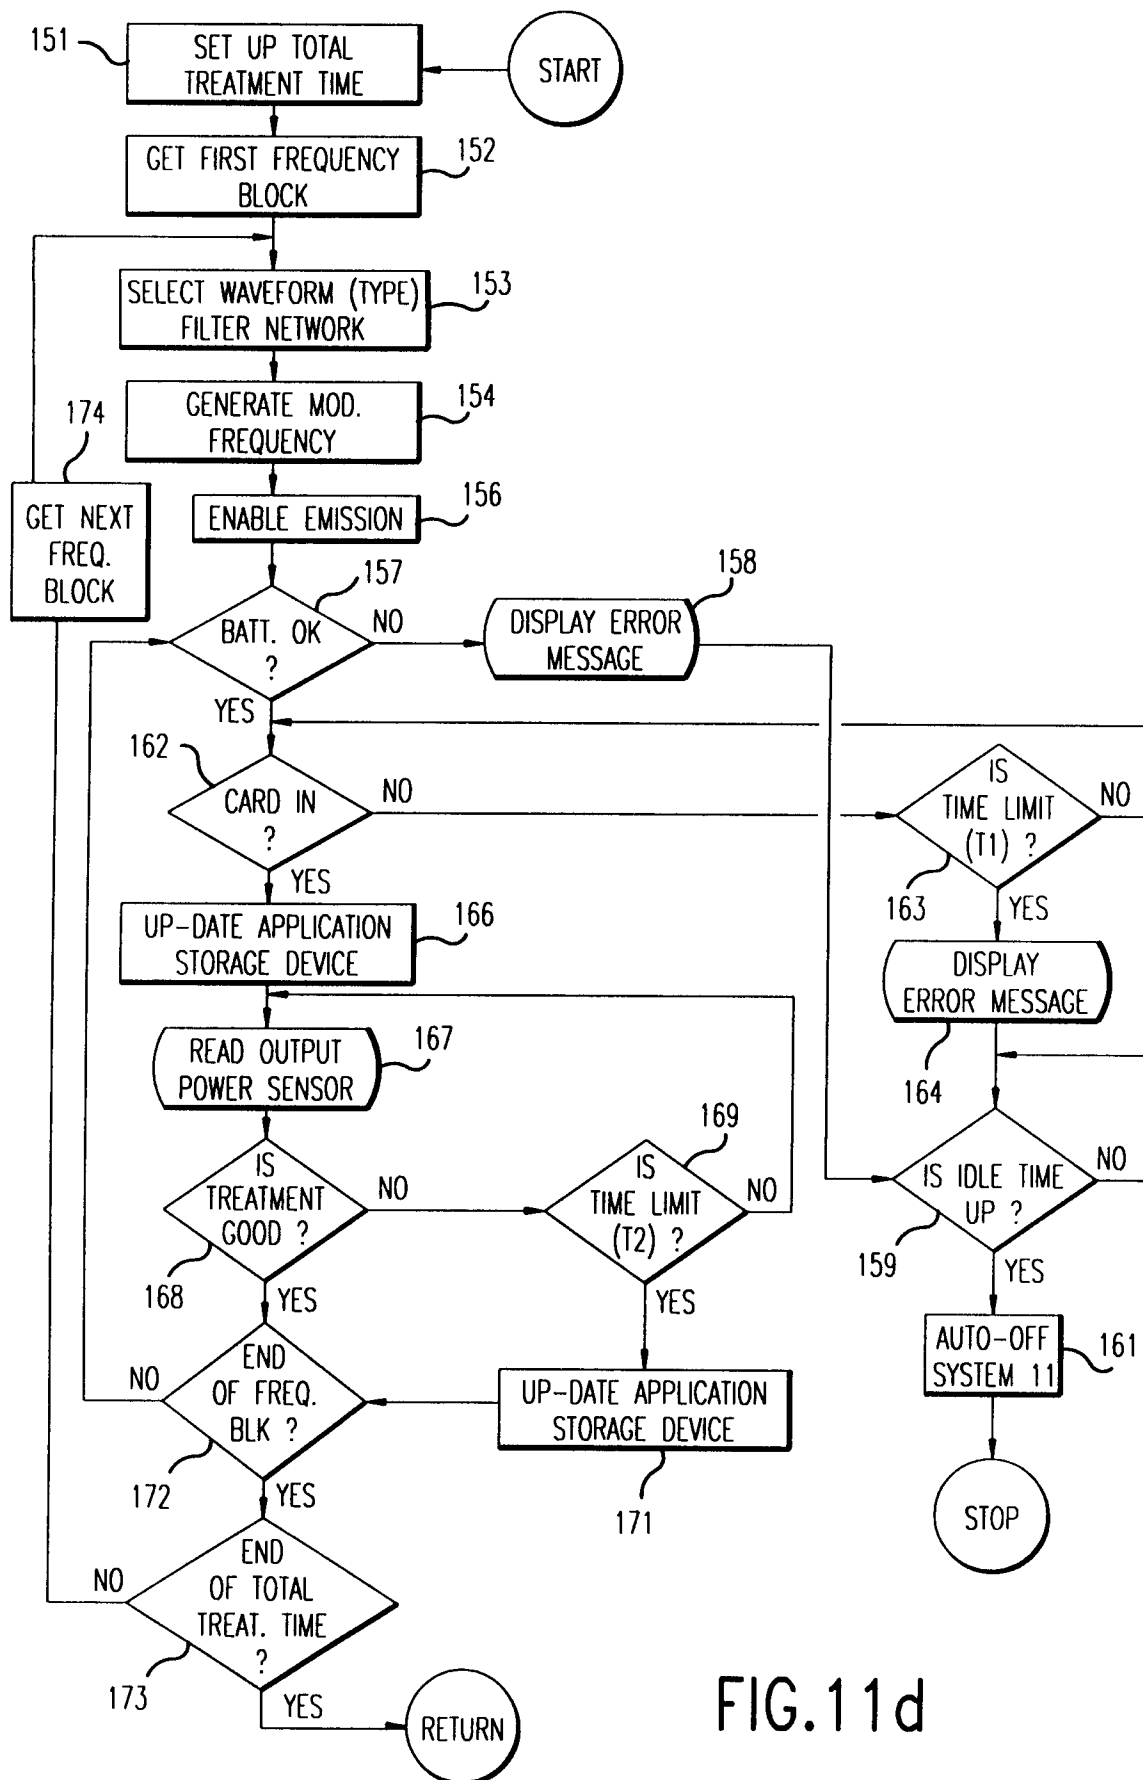 151
SET UP TOTAL
TREATMENT TIME
START
GET FIRST FREQUENCY
BLOCK
152
SELECT WAVEFORM (TYPE)
FILTER NETWORK
153
GENERATE MOD.
FREQUENCY
154
174
GET NEXT
FREQ.
BLOCK
ENABLE EMISSION
156
157
BATT. OK
?
NO
YES
158
DISPLAY ERROR
MESSAGE
162
CARD IN
?
NO
YES
IS
TIME LIMIT
(T1) ?
NO
163
YES
UP-DATE APPLICATION
STORAGE DEVICE
166
DISPLAY
ERROR MESSAGE
164
READ OUTPUT
POWER SENSOR
167
IS
TREATMENT
GOOD ?
NO
168
YES
169
IS
TIME LIMIT
(T2) ?
NO
YES
IS IDLE TIME
UP ?
NO
159
YES
AUTO-OFF
SYSTEM 11
161
END
OF FREQ.
BLK ?
NO
172
YES
UP-DATE APPLICATION
STORAGE DEVICE
171
STOP
END
OF TOTAL
TREAT. TIME
?
NO
173
YES
RETURN
FIG.11d